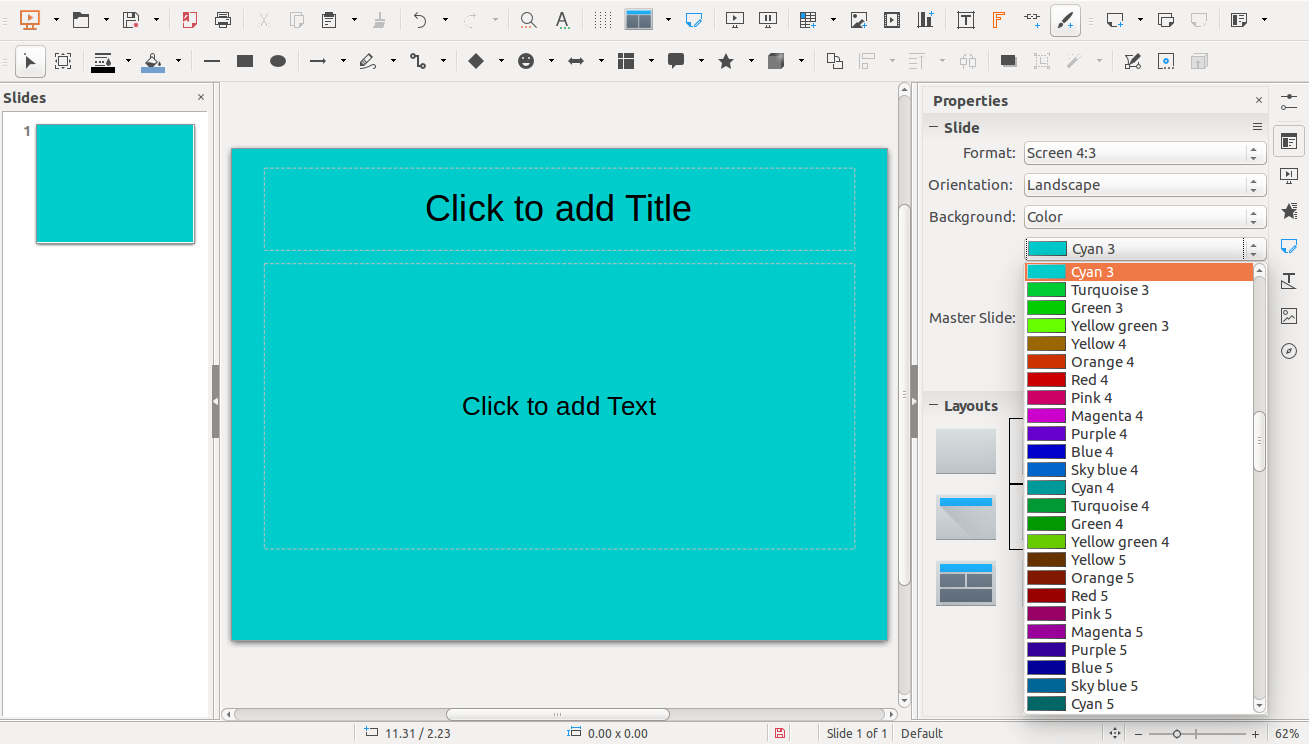 Slides
1
Click to add Title
Click to add Text
Properties
Slide
Format: Screen 4:3
Orientation: Landscape
Background: Color
Cyan 3
Cyan 3
Turquoise 3
Green 3
Yellow green 3
Master Slide:
Yellow 4
Orange 4
Red 4
Pink 4
Layouts
Magenta 4
Purple 4
Blue 4
Sky blue 4
Cyan 4
Turquoise 4
Green 4
Yellow green 4
Yellow 5
Orange 5
Red 5
Pink 5
Magenta 5
Purple 5
Blue 5
Sky blue 5
Cyan 5
11.31 / 2.23 0.00 x 0.00 Slide 1 of 1 Default 62%